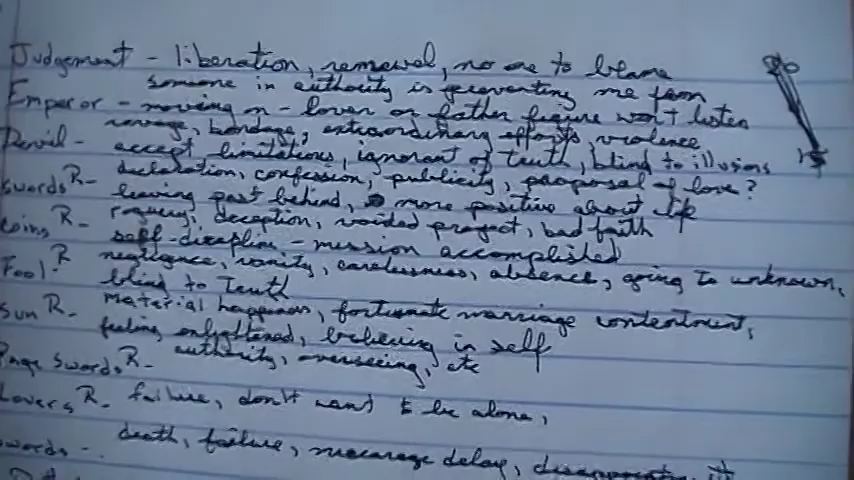 Judgement - liberation, renewal, no one to blame
someone in authority is preventing me from
Emperor - moving on - lover or father figure won't listen
ravage, bondage, extraordinary efforts, violence
Devil - accept limitations, ignorant of truth, blind to illusions
declaration, confession, publicity, proposal of love?
Swords R - leaving past behind, more positive about life
Coins R - roguery, deception, voided project, bad faith
self-discipline - mission accomplished
Fool R negligence, vanity, carelessness, absence, going to unknown,
blind to truth
Sun R - material happiness, fortunate marriage contentment,
feeling enlightened, believing in self
Page Swords R - authority, overseeing, etc
Lovers R - failure, don't want to be alone,
swords - death, failure, delay,